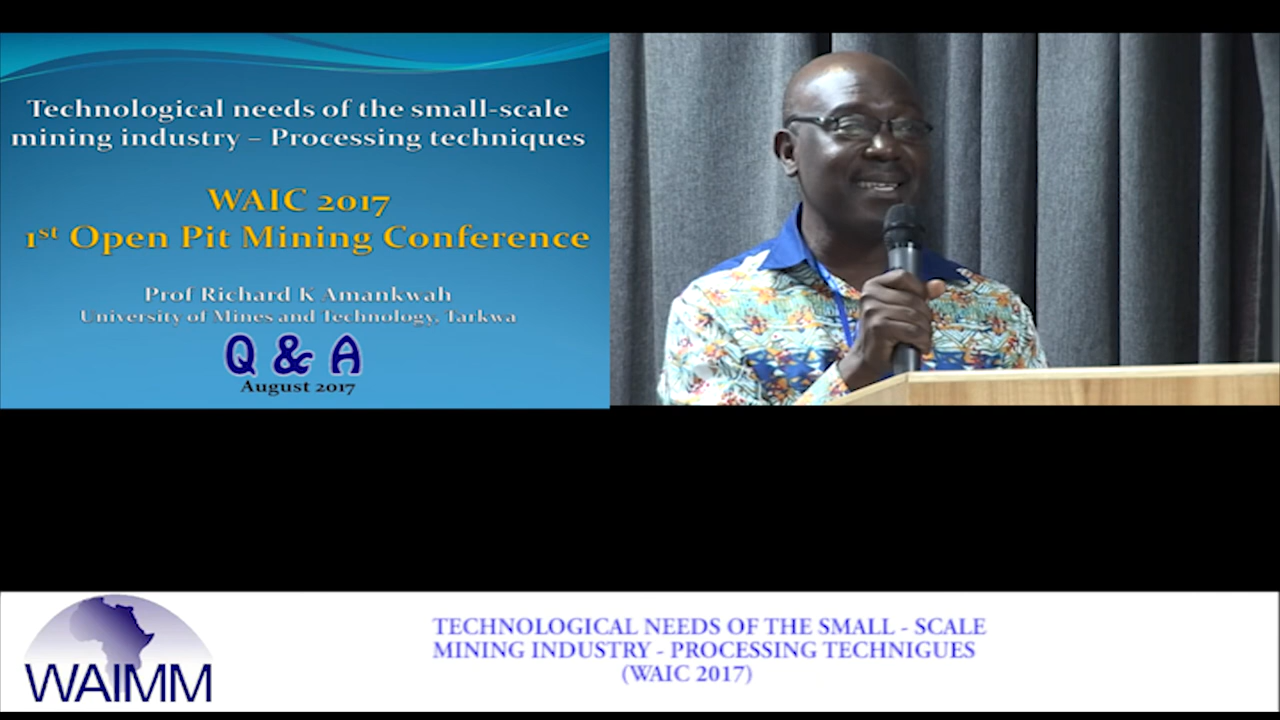 Technological needs of the small-scale
mining industry – Processing techniques
WAIC 2017
1st Open Pit Mining Conference
Prof Richard K Amankwah
University of Mines and Technology, Tarkwa
Q & A
August 2017
WAIMM
TECHNOLOGICAL NEEDS OF THE SMALL - SCALE
MINING INDUSTRY - PROCESSING TECHNIGUES
(WAIC 2017)